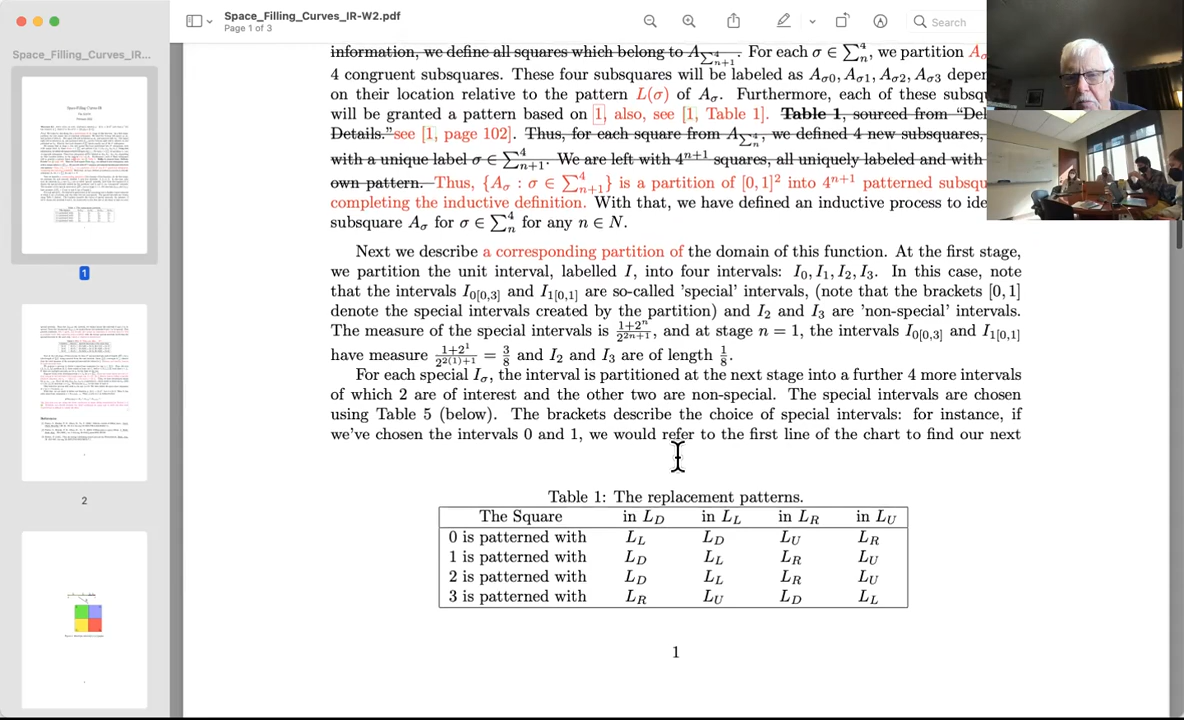 Space_Filling_Curves_IR-W2.pdf
Page 1 of 3
Search
Space_Filling_Curves_IR...
1
2
information, we define all squares which belong to A_{∑^4_{n+1}}. For each σ ∈ ∑^4_n, we partition A_σ
4 congruent subsquares. These four subsquares will be labeled as A_{σ0}, A_{σ1}, A_{σ2}, A_{σ3} depen
on their location relative to the pattern L(σ) of A_σ. Furthermore, each of these subsq
will be granted a pattern based on 1, also, see [1, Table 1]. Table 1, sourced from “Del
Details.”see [1, page 102]. Thus, for each square from A_{∑^4_n}, we defined 4 new subsquares,
with a unique label σ ∈ ∑^4_{n+1}. We are left with 4^{n+1} squares, all uniquely labeled and with
own pattern. Thus, {A_σ : σ ∈ ∑^4_{n+1}} is a partition of [0, 1]^2 into 4^{n+1} patterned subsqu
completing the inductive definition. With that, we have defined an inductive process to ide
subsquare A_σ for σ ∈ ∑^4_n for any n ∈ N.
Next we describe a corresponding partition of the domain of this function. At the first stage,
we partition the unit interval, labelled I, into four intervals: I_0, I_1, I_2, I_3. In this case, note
that the intervals I_{0[0,3]} and I_{1[0,1]} are so-called 'special' intervals, (note that the brackets [0, 1]
denote the special intervals created by the partition) and I_2 and I_3 are 'non-special' intervals.
The measure of the special intervals is \frac{1+2^n}{2^{2n+1}}, and at stage n = 1, the intervals I_{0[0,3]} and I_{1[0,1]}
have measure \frac{1+2^1}{2^{2(1)+1}} = \frac{3}{8} and I_2 and I_3 are of length \frac{1}{8}.
For each special I_σ, the interval is partitioned at the next stage into a further 4 more intervals
of which 2 are of interest and the other two are non-special. The special intervals are chosen
using Table 5 (below). The brackets describe the choice of special intervals: for instance, if
we've chosen the intervals 0 and 1, we would refer to the first line of the chart to find our next
Table 1: The replacement patterns.
The Square in L_D in L_L in L_R in L_U
0 is patterned with L_L L_D L_U L_R
1 is patterned with L_D L_L L_R L_U
2 is patterned with L_D L_L L_R L_U
3 is patterned with L_R L_U L_D L_L
1